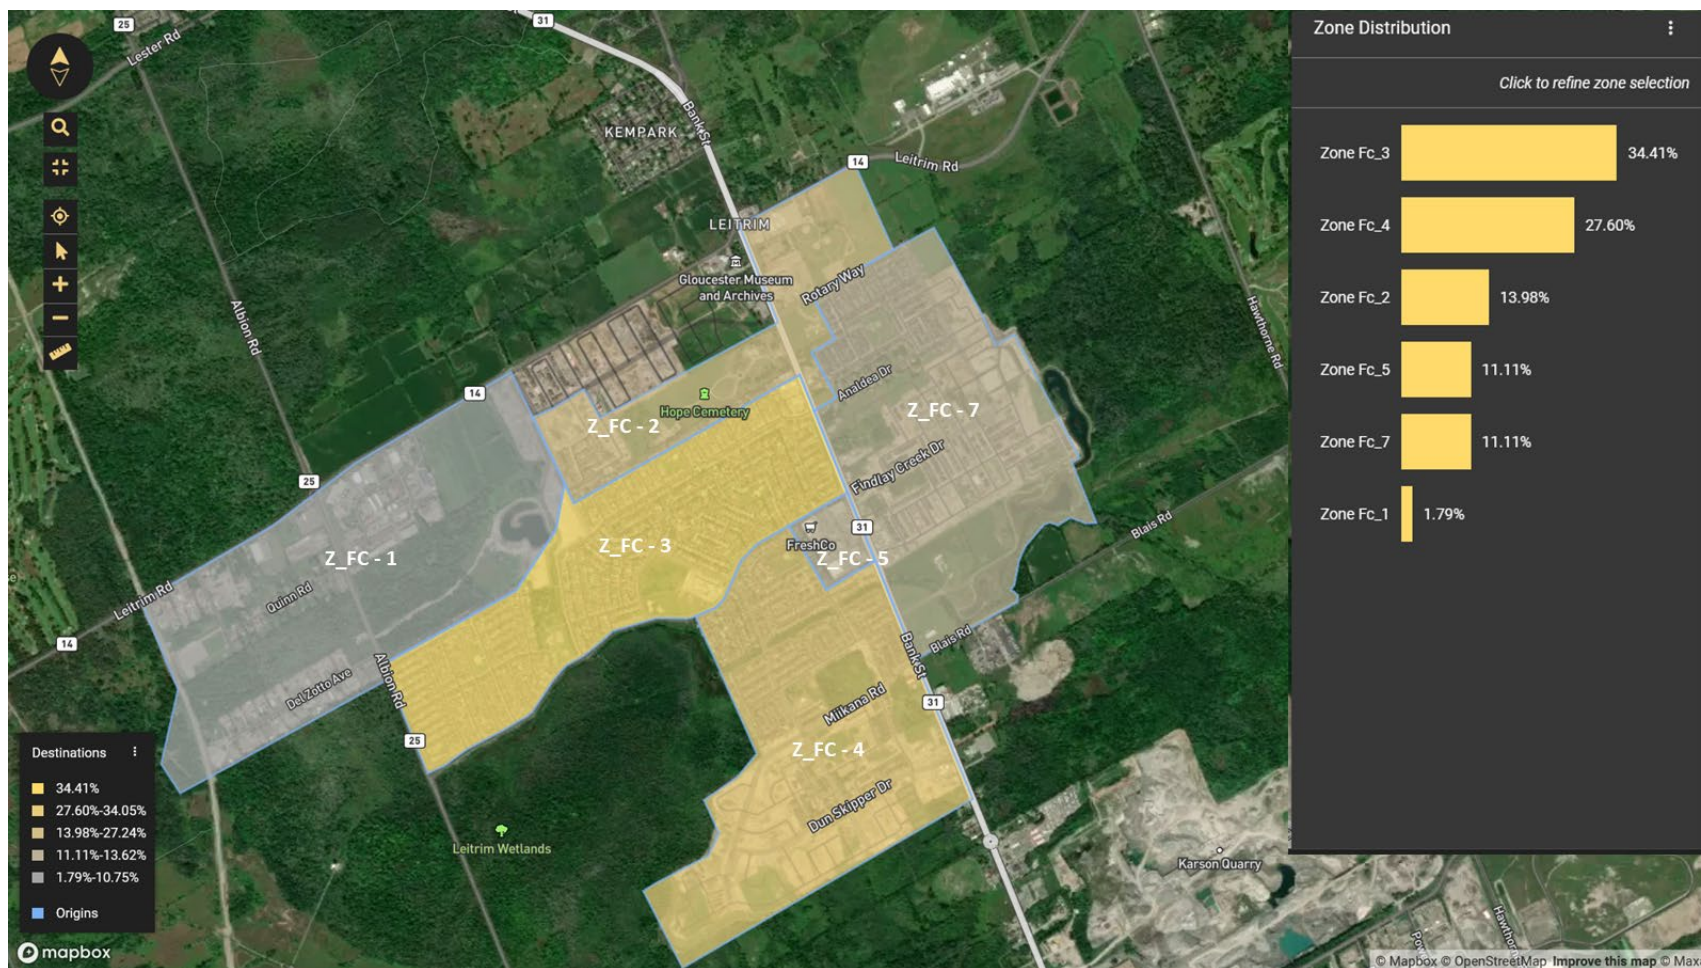 25
31
Lester Rd
Bank St
KEMPARK
14
Leitrim Rd
LEITRIM
Gloucester Museum
and Archives
Rotary Way
Albion Rd
Hawthorne Rd
14
Analdea Dr
Hope Cemetery
Z_FC - 2
Z_FC - 7
Findlay Creek Dr
25
31
Z_FC - 3
FreshCo
Z_FC - 5
Z_FC - 1
Blais Rd
Quinn Rd
Leitrim Rd
14
Blais Rd
Bank St
Del Zotto Ave
Albion Rd
Miikana Rd
31
25
Z_FC - 4
Dun Skipper Dr
Leitrim Wetlands
Karson Quarry
Zone Distribution
Click to refine zone selection
Zone Fc_3 34.41%
Zone Fc_4 27.60%
Zone Fc_2 13.98%
Zone Fc_5 11.11%
Zone Fc_7 11.11%
Zone Fc_1 1.79%
Destinations
34.41%
27.60%-34.05%
13.98%-27.24%
11.11%-13.62%
1.79%-10.75%
Origins
mapbox
© Mapbox © OpenStreetMap Improve this map © Max